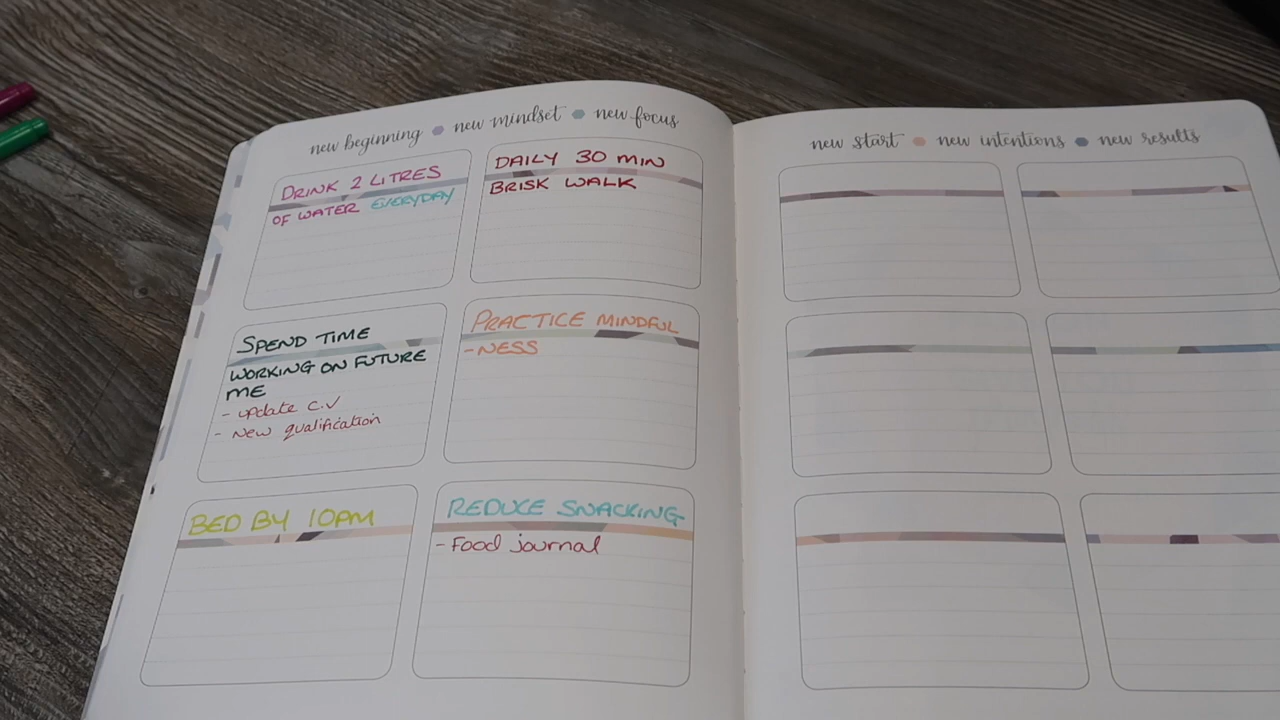 new beginning new mindset new focus
DRINK 2 LITRES
OF WATER EVERYDAY
DAILY 30 MIN
BRISK WALK
SPEND TIME
WORKING ON FUTURE
ME
- update C.V
- New qualification
PRACTICE MINDFUL
-NESS
BED BY 10PM
REDUCE SNACKING
- Food journal
new start new intentions new results